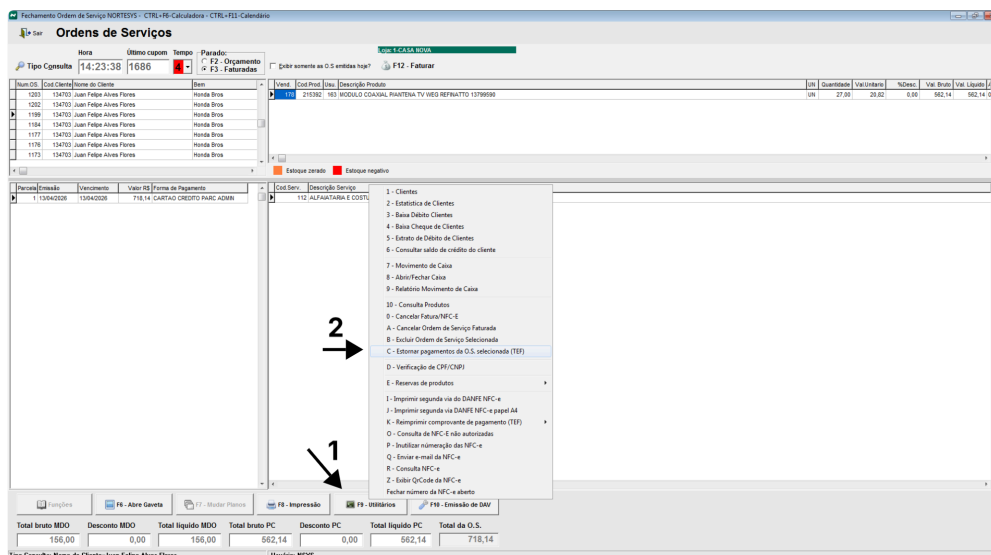 Fechamento Ordem de Serviço NORTESYS - CTRL+F6-Calculadora - CTRL+F11-Calendário
Sair Ordens de Serviços
Loja: 1-CASA NOVA
Hora Último cupom Tempo Parado:
Tipo Consulta 14:23:38 1686 4 F2 - Orçamento
F3 - Faturadas
Exibir somente as O.S emitidas hoje? F12 - Faturar
Num.OS. Cod.Cliente Nome do Cliente Bem
1203 134703 Juan Felipe Alves Flores Honda Bros
1202 134703 Juan Felipe Alves Flores Honda Bros
1199 134703 Juan Felipe Alves Flores Honda Bros
1184 134703 Juan Felipe Alves Flores Honda Bros
1177 134703 Juan Felipe Alves Flores Honda Bros
1176 134703 Juan Felipe Alves Flores Honda Bros
1173 134703 Juan Felipe Alves Flores Honda Bros
Vend. Cod.Prod. Usu. Descrição Produto UN Quantidade Val.Unitario %Desc. Val. Bruto Val. Líquido
176 215392 163 MODULO COAXIAL P/ANTENA TV WEG REFINATTO 13799590 UN 27,00 20,82 0,00 562,14 562,14
Estoque zerado Estoque negativo
Parcela Emissão Vencimento Valor R$ Forma de Pagamento
1 13/04/2026 13/04/2026 718,14 CARTAO CREDITO PARC ADMIN
Cod.Serv. Descrição Serviço
112 ALFAIATARIA E COSTU
1 - Clientes
2 - Estatística de Clientes
3 - Baixa Débito Clientes
4 - Baixa Cheque de Clientes
5 - Extrato de Débito de Clientes
6 - Consultar saldo de crédito do cliente
7 - Movimento de Caixa
8 - Abrir/Fechar Caixa
9 - Relatório Movimento de Caixa
10 - Consulta Produtos
0 - Cancelar Fatura/NFC-E
A - Cancelar Ordem de Serviço Faturada
B - Excluir Ordem de Serviço Selecionada
2
C - Estornar pagamentos da O.S. selecionada (TEF)
D - Verificação de CPF/CNPJ
E - Reservas de produtos
I - Imprimir segunda via do DANFE NFC-e
J - Imprimir segunda via DANFE NFC-e papel A4
K - Reimprimir comprovante de pagamento (TEF)
O - Consulta de NFC-E não autorizadas
P - Inutilizar númeração das NFC-e
1
Q - Enviar e-mail da NFC-e
R - Consulta NFC-e
Z - Exibir QrCode da NFC-e
Fechar número da NFC-e aberto
Funções F6 - Abre Gaveta F7 - Mudar Planos F8 - Impressão F9 - Utilitários F10 - Emissão de DAV
Total bruto MDO Desconto MDO Total líquido MDO Total bruto PC Desconto PC Total líquido PC Total da O.S.
156,00 0,00 156,00 562,14 0,00 562,14 718,14
Tipo Consulta: Nome do Cliente: Juan Felipe Alves Flores Usuário: NSYS